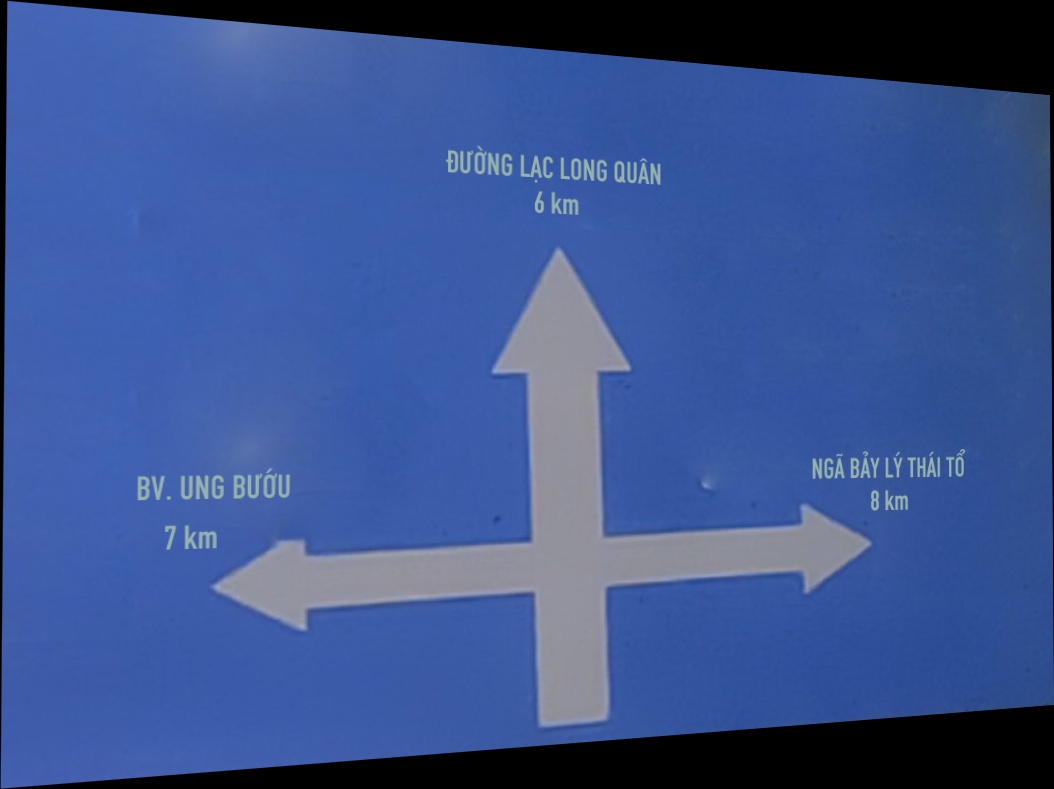 ĐƯỜNG LẠC LONG QUÂN
6 km
BV. UNG BƯỚU
7 km
NGÃ BẢY LÝ THÁI TỔ
8 km